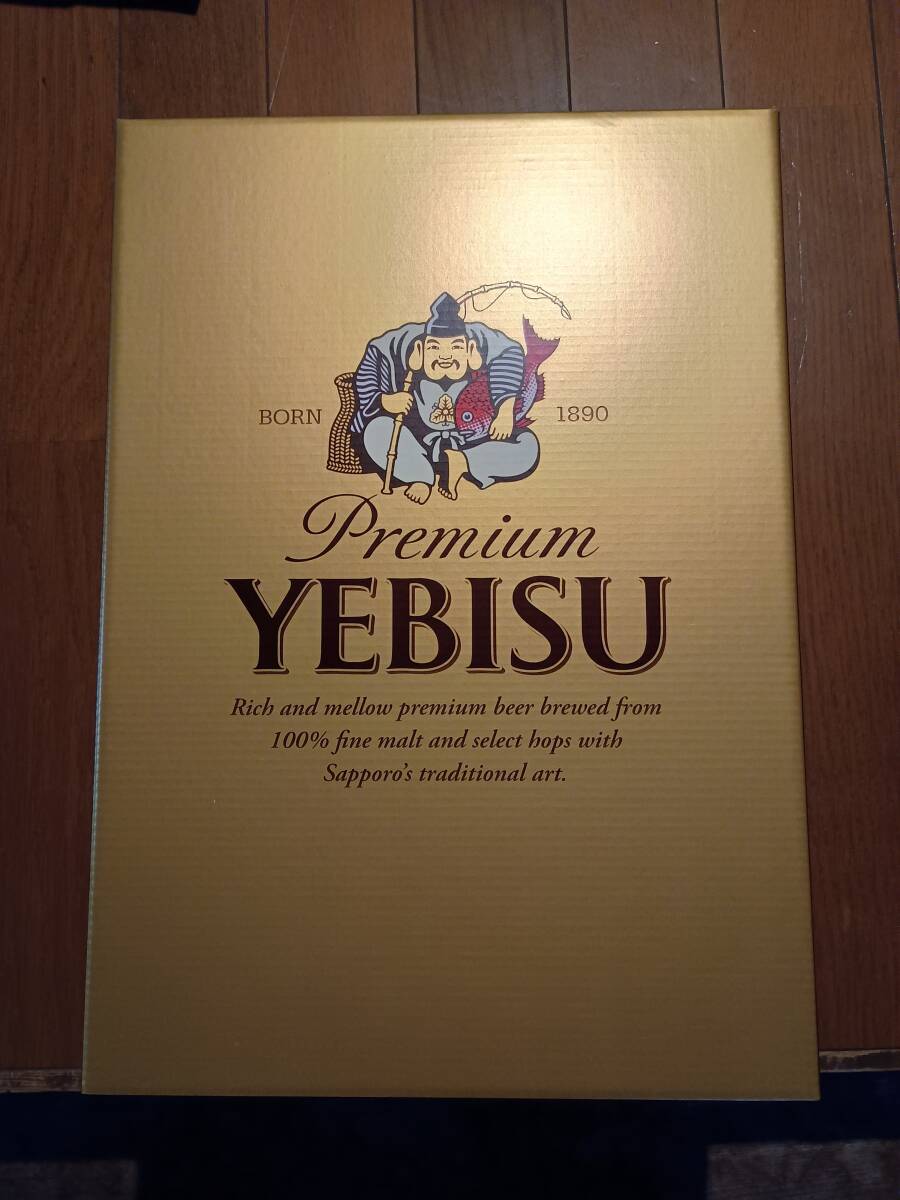 BORN 1890
Premium
YEBISU
Rich and mellow premium beer brewed from
100% fine malt and select hops with
Sapporo's traditional art.